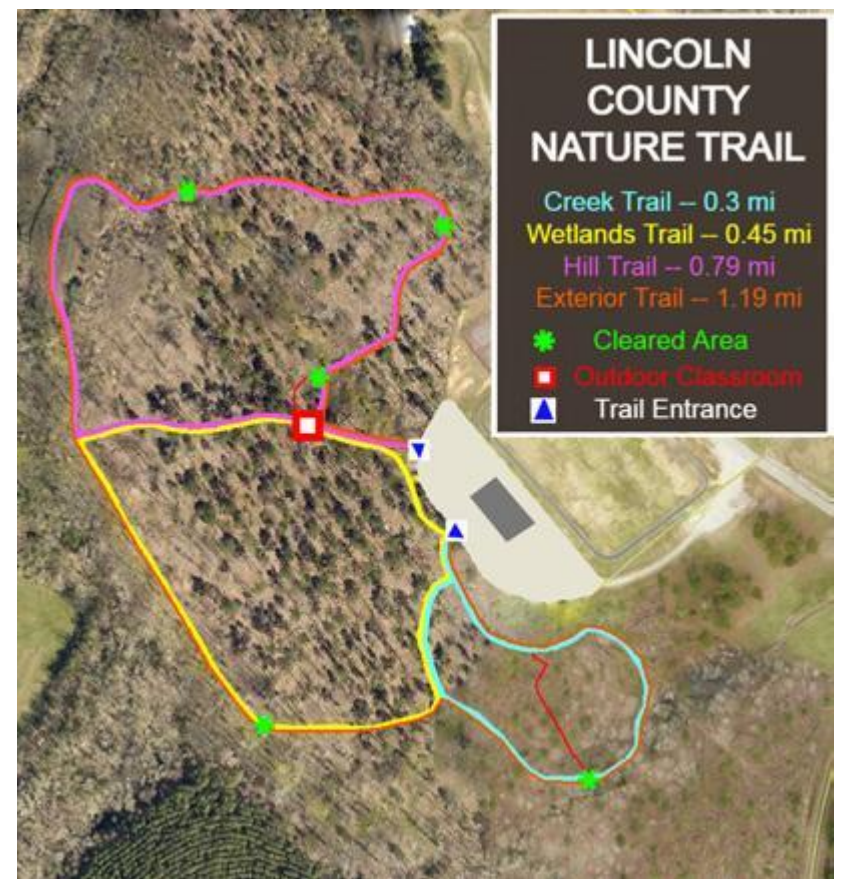 LINCOLN
COUNTY
NATURE TRAIL
Creek Trail -- 0.3 mi
Wetlands Trail -- 0.45 mi
Hill Trail -- 0.79 mi
Exterior Trail -- 1.19 mi
Cleared Area
Outdoor Classroom
Trail Entrance